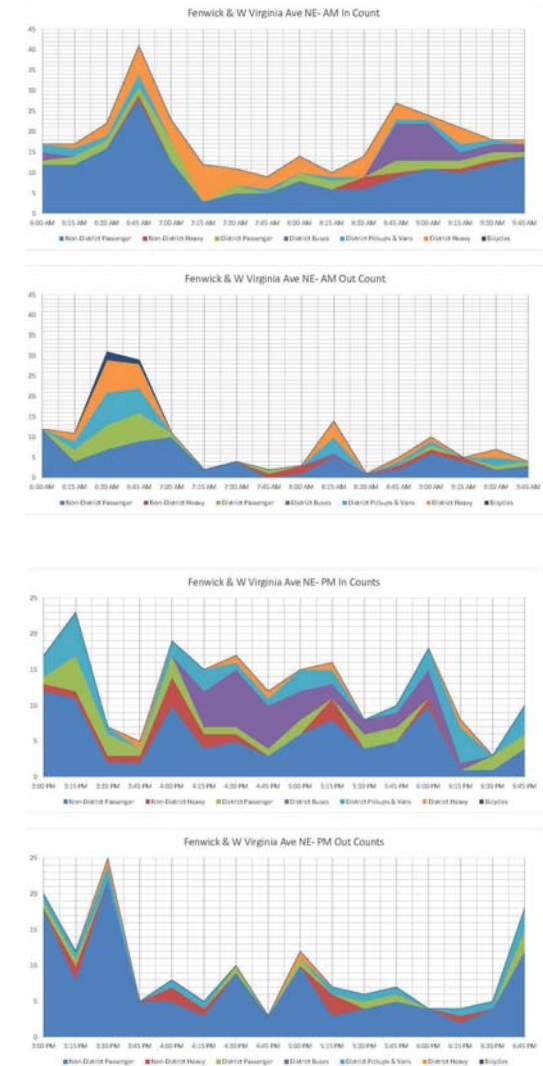 Fenwick & W Virginia Ave NE- AM In Count
45
40
35
30
25
20
15
10
5
0
6:00 AM 6:15 AM 6:30 AM 6:45 AM 7:00 AM 7:15 AM 7:30 AM 7:45 AM 8:00 AM 8:15 AM 8:30 AM 8:45 AM 9:00 AM 9:15 AM 9:30 AM 9:45 AM
Non-District Passenger Non-District Heavy District Passenger District Buses District Pickups & Vans District Heavy Bicycles
Fenwick & W Virginia Ave NE- AM Out Count
45
40
35
30
25
20
15
10
5
0
6:00 AM 6:15 AM 6:30 AM 6:45 AM 7:00 AM 7:15 AM 7:30 AM 7:45 AM 8:00 AM 8:15 AM 8:30 AM 8:45 AM 9:00 AM 9:15 AM 9:30 AM 9:45 AM
Non-District Passenger Non-District Heavy District Passenger District Buses District Pickups & Vans District Heavy Bicycles
Fenwick & W Virginia Ave NE- PM In Counts
25
20
15
10
5
0
3:00 PM 3:15 PM 3:30 PM 3:45 PM 4:00 PM 4:15 PM 4:30 PM 4:45 PM 5:00 PM 5:15 PM 5:30 PM 5:45 PM 6:00 PM 6:15 PM 6:30 PM 6:45 PM
Non-District Passenger Non-District Heavy District Passenger District Buses District Pickups & Vans District Heavy Bicycles
Fenwick & W Virginia Ave NE- PM Out Counts
25
20
15
10
5
0
3:00 PM 3:15 PM 3:30 PM 3:45 PM 4:00 PM 4:15 PM 4:30 PM 4:45 PM 5:00 PM 5:15 PM 5:30 PM 5:45 PM 6:00 PM 6:15 PM 6:30 PM 6:45 PM
Non-District Passenger Non-District Heavy District Passenger District Buses District Pickups & Vans District Heavy Bicycles